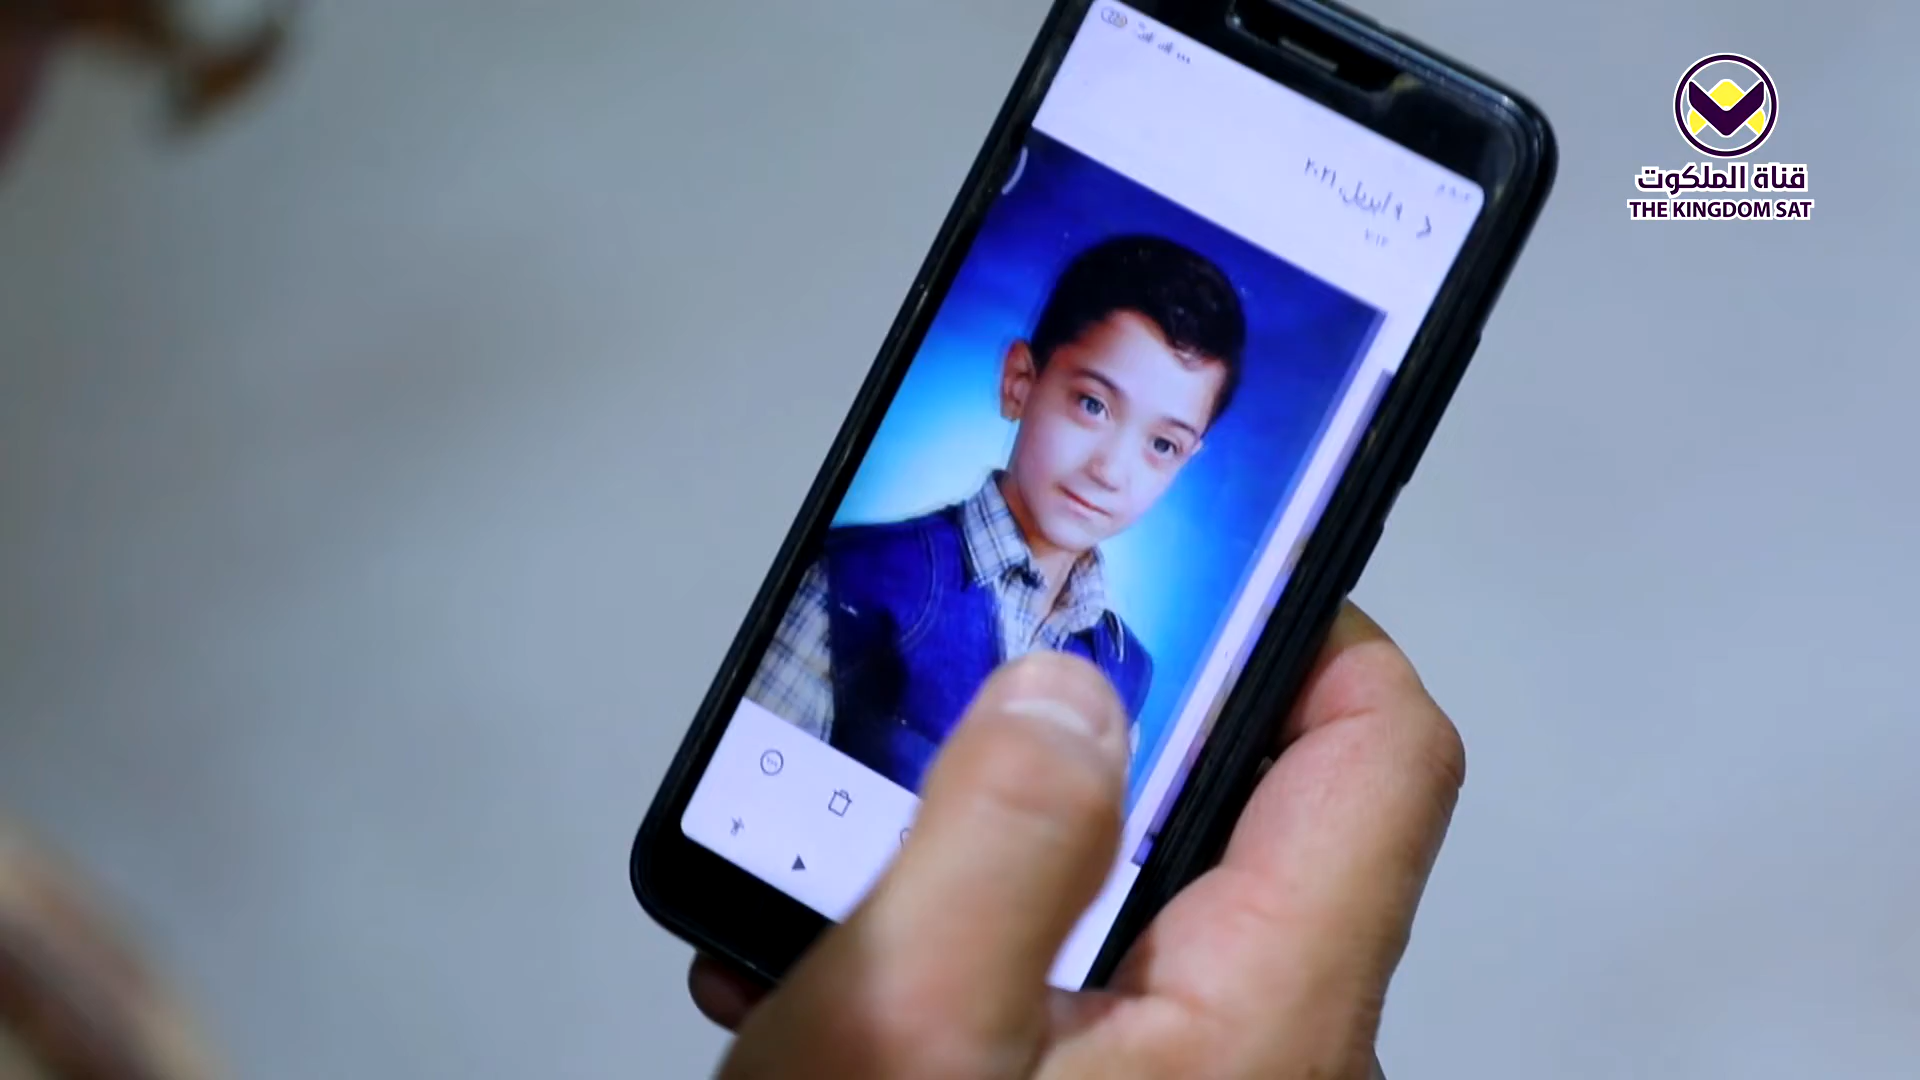 قناة الملكوت
THE KINGDOM SAT
٩ أبريل، ٢٠٢١